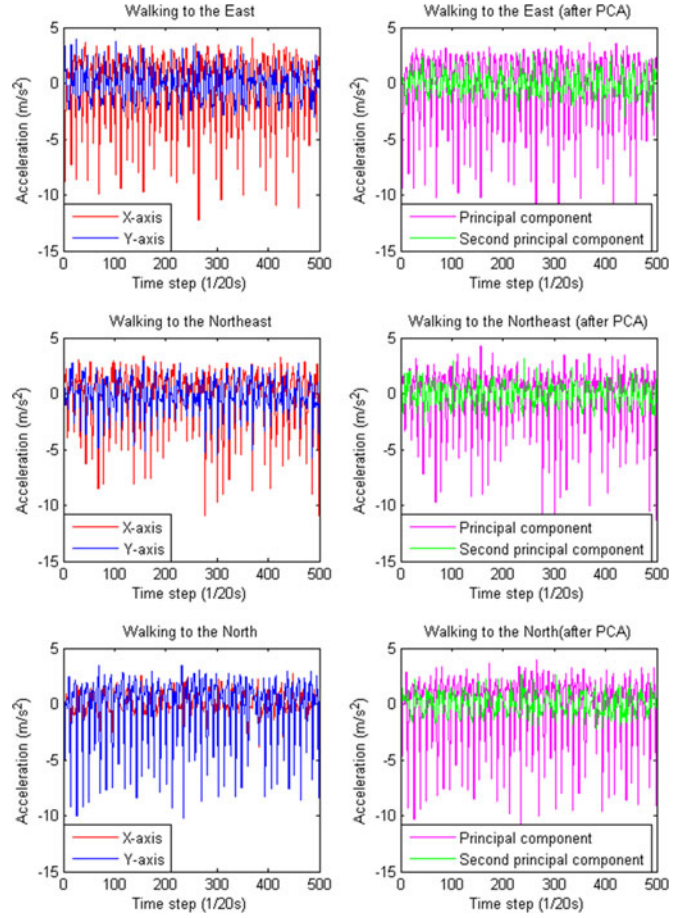 Walking to the East
5
0
-5
-10
-15
Acceleration (m/s²)
X-axis
Y-axis
0 100 200 300 400 500
Time step (1/20s)
Walking to the East (after PCA)
5
0
-5
-10
-15
Acceleration (m/s²)
Principal component
Second principal component
0 100 200 300 400 500
Time step (1/20s)
Walking to the Northeast
5
0
-5
-10
-15
Acceleration (m/s²)
X-axis
Y-axis
0 100 200 300 400 500
Time step (1/20s)
Walking to the Northeast (after PCA)
5
0
-5
-10
-15
Acceleration (m/s²)
Principal component
Second principal component
0 100 200 300 400 500
Time step (1/20s)
Walking to the North
5
0
-5
-10
-15
Acceleration (m/s²)
X-axis
Y-axis
0 100 200 300 400 500
Time step (1/20s)
Walking to the North(after PCA)
5
0
-5
-10
-15
Acceleration (m/s²)
Principal component
Second principal component
0 100 200 300 400 500
Time step (1/20s)